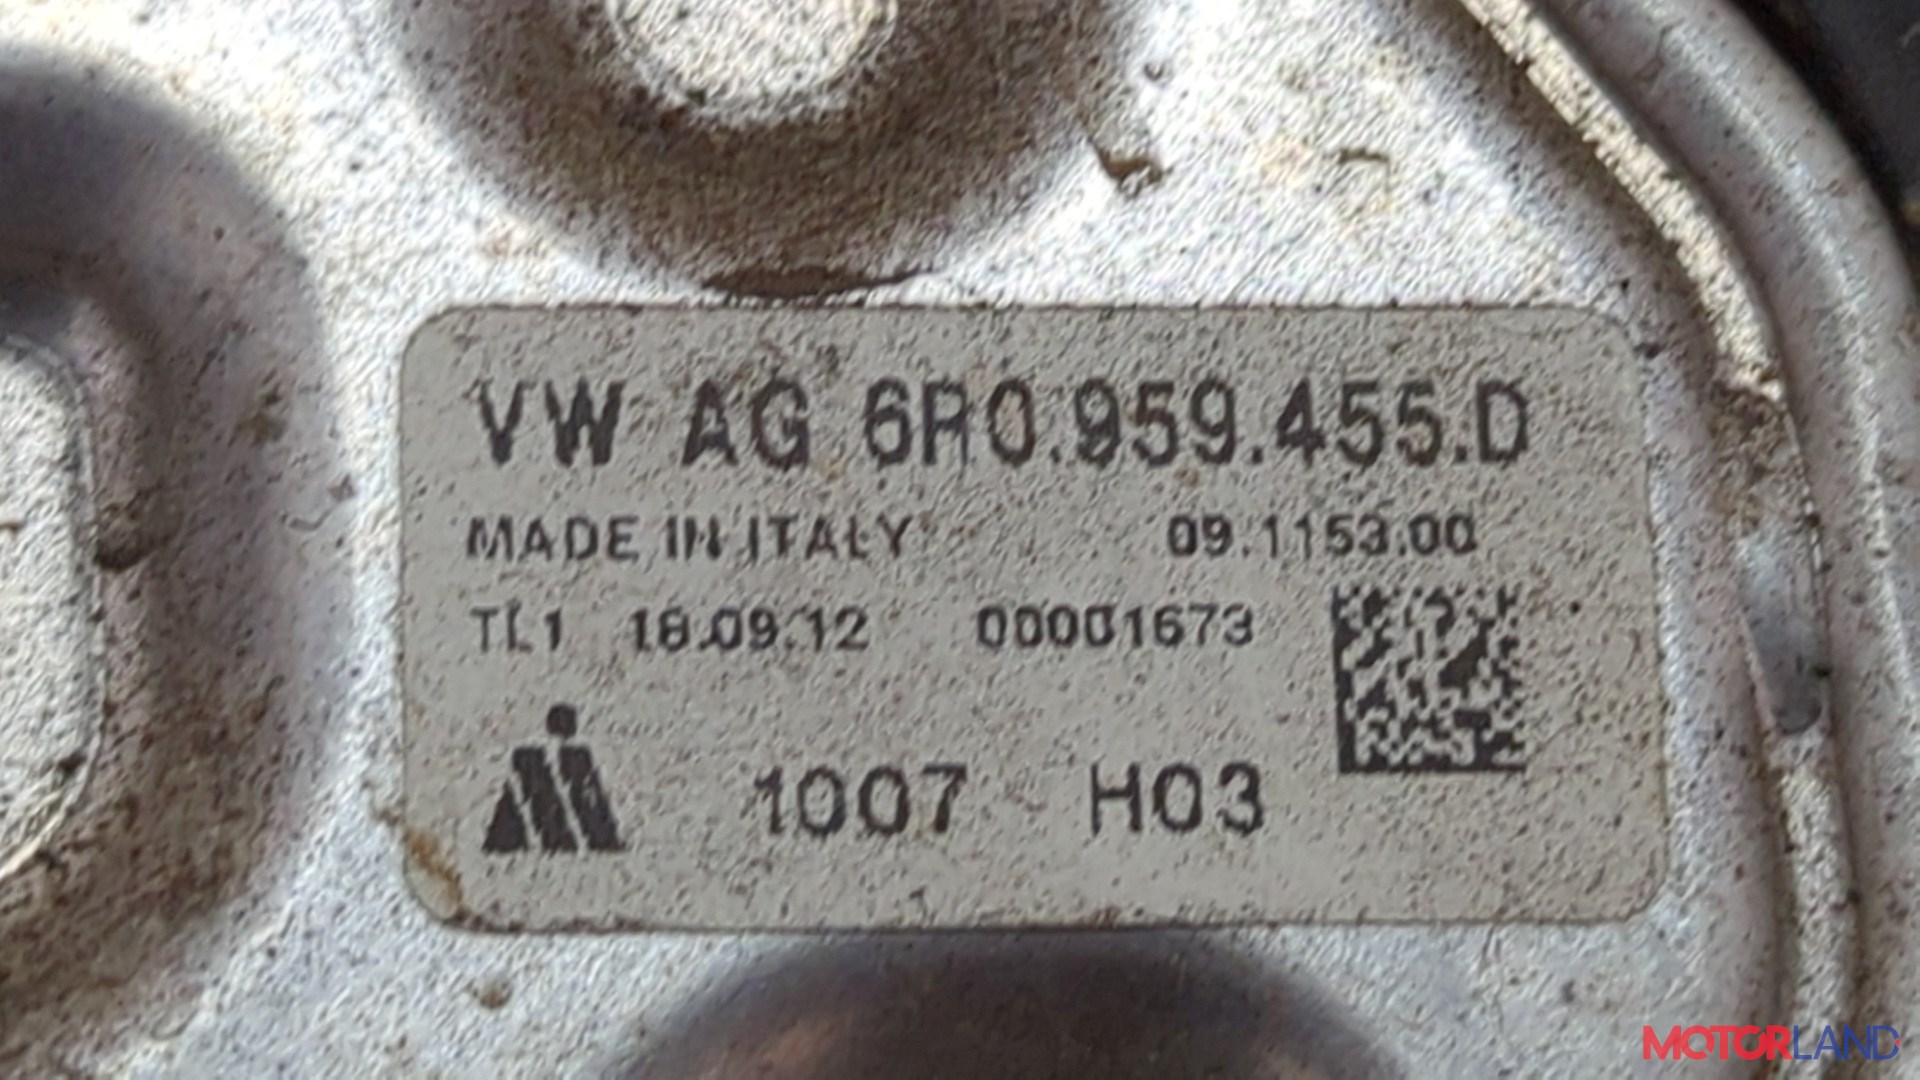 VW AG 6R0.959.455.D
MADE IN ITALY 09.1153.00
TL1 18.09.12 00001673
1007 H03
MOTORLAND